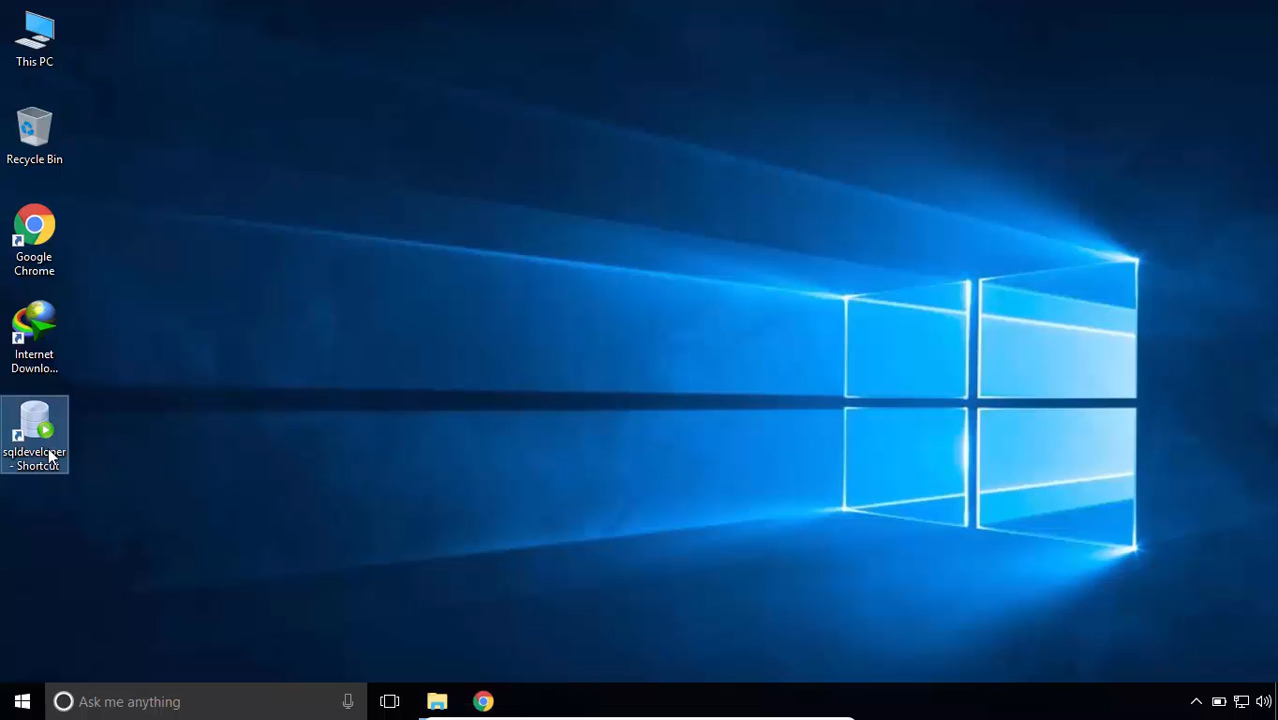 This PC
Recycle Bin
Google
Chrome
Internet
Downlo...
sqldeveloper
- Shortcut
Ask me anything